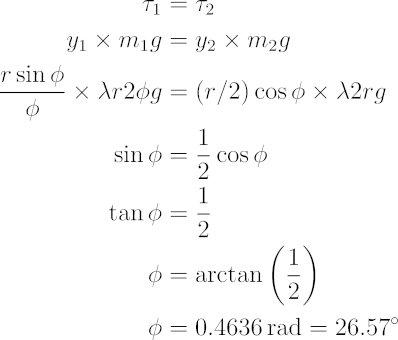 τ₁ = τ₂
y₁ × m₁g = y₂ × m₂g
r sin ϕ / ϕ × λr2ϕg = (r/2) cos ϕ × λ2rg
sin ϕ = 1/2 cos ϕ
tan ϕ = 1/2
ϕ = arctan (1/2)
ϕ = 0.4636 rad = 26.57°